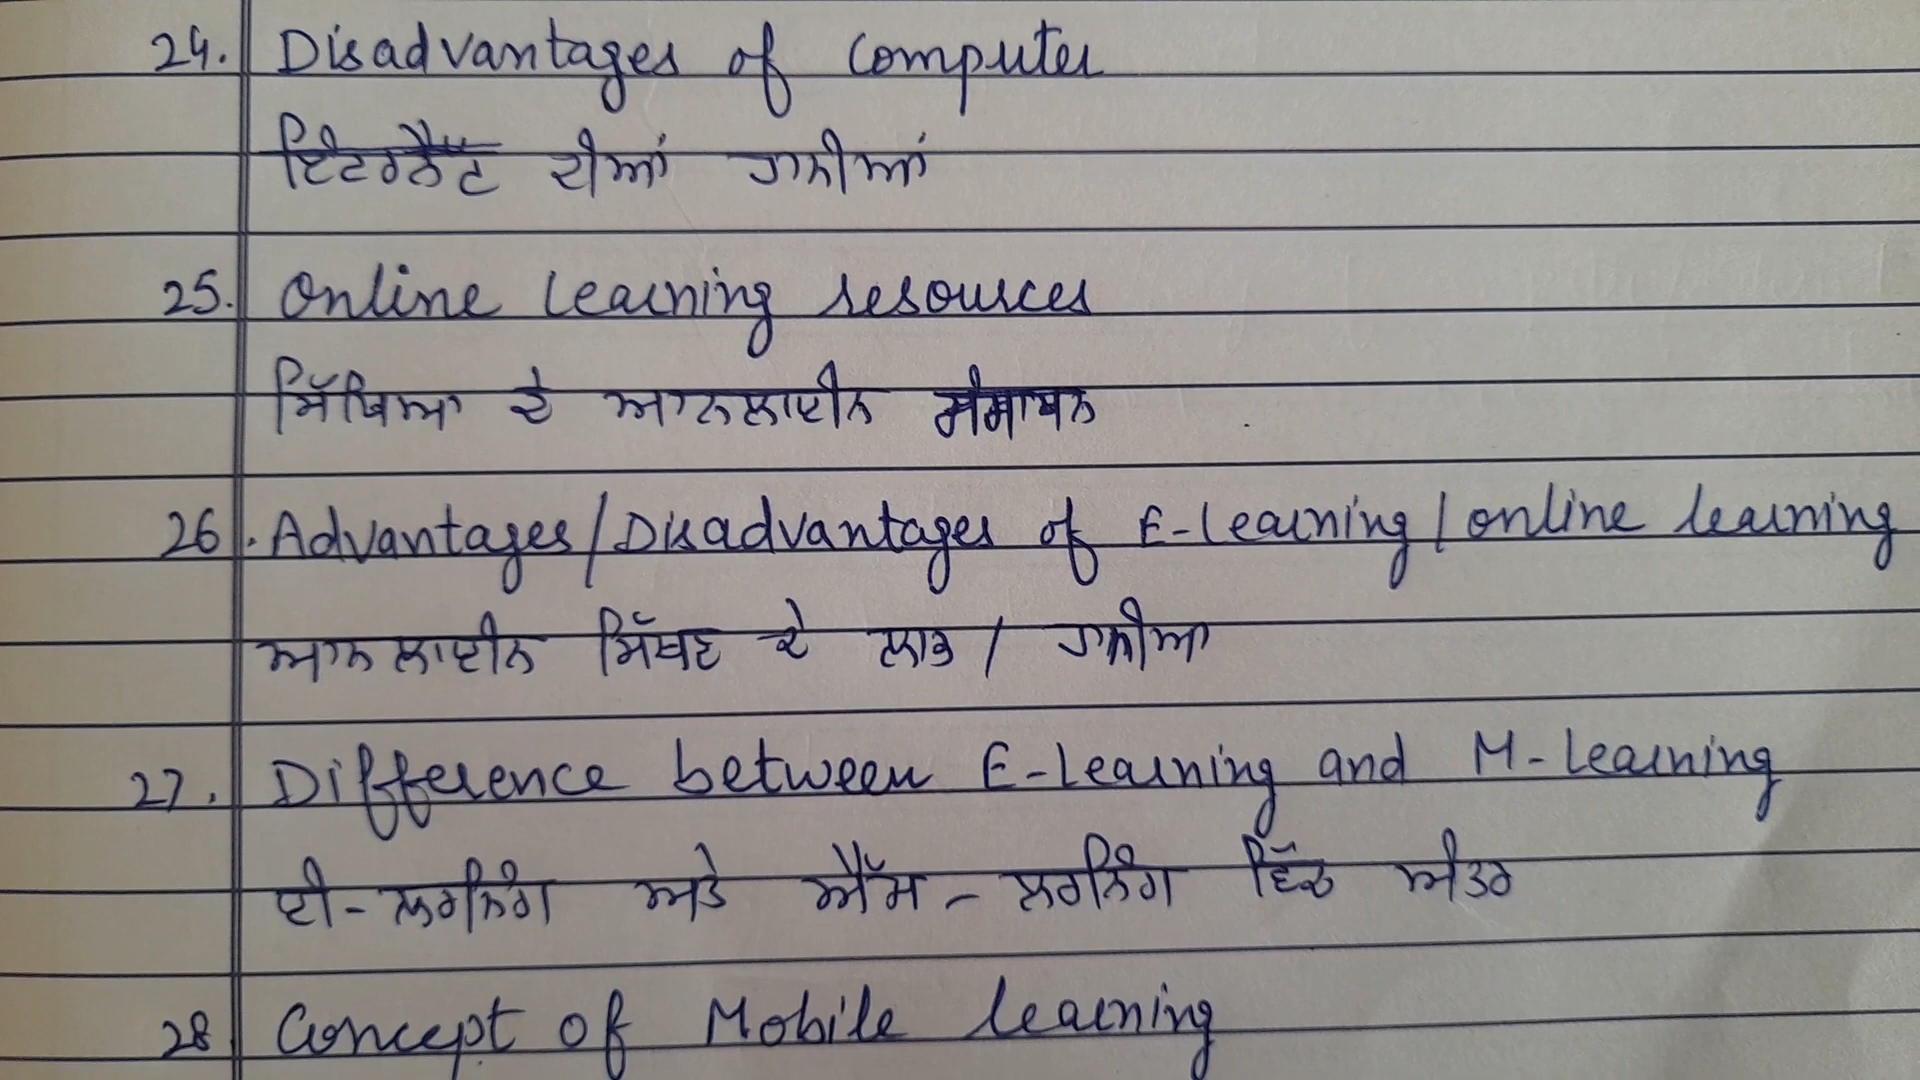 24. Disadvantages of computer
ਇੰਟਰਨੈਟ ਦੀਆਂ ਹਾਨੀਆਂ
25. Online learning resources
ਸਿੱਖਿਆ ਦੇ ਆਨਲਾਈਨ ਸੰਸਾਧਨ
26. Advantages/Disadvantages of E-learning/online learning
ਆਨਲਾਈਨ ਸਿੱਖਣ ਦੇ ਲਾਭ / ਹਾਨੀਆ
27. Difference between E-learning and M-learning
ਈ-ਲਰਨਿੰਗ ਅਤੇ ਐੱਮ-ਲਰਨਿੰਗ ਵਿੱਚ ਅੰਤਰ
28 Concept of Mobile learning